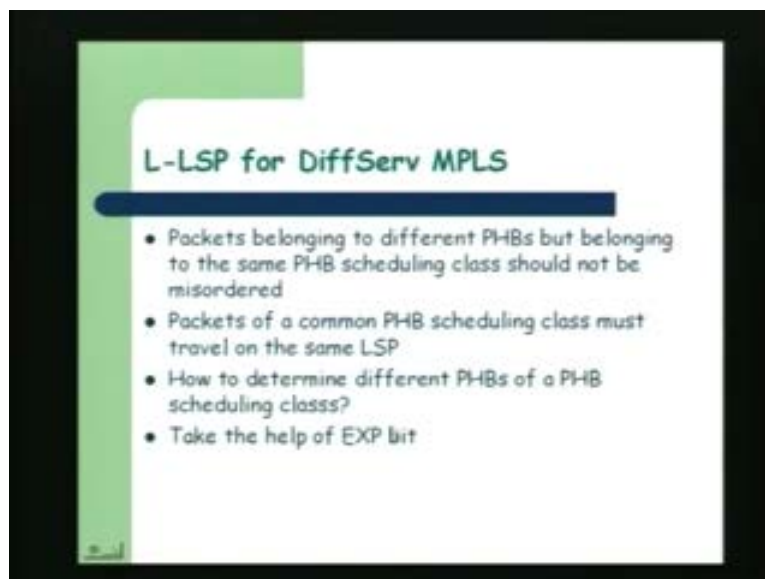 L-LSP for DiffServ MPLS
• Packets belonging to different PHBs but belonging
to the same PHB scheduling class should not be
misordered
• Packets of a common PHB scheduling class must
travel on the same LSP
• How to determine different PHBs of a PHB
scheduling classs?
• Take the help of EXP bit